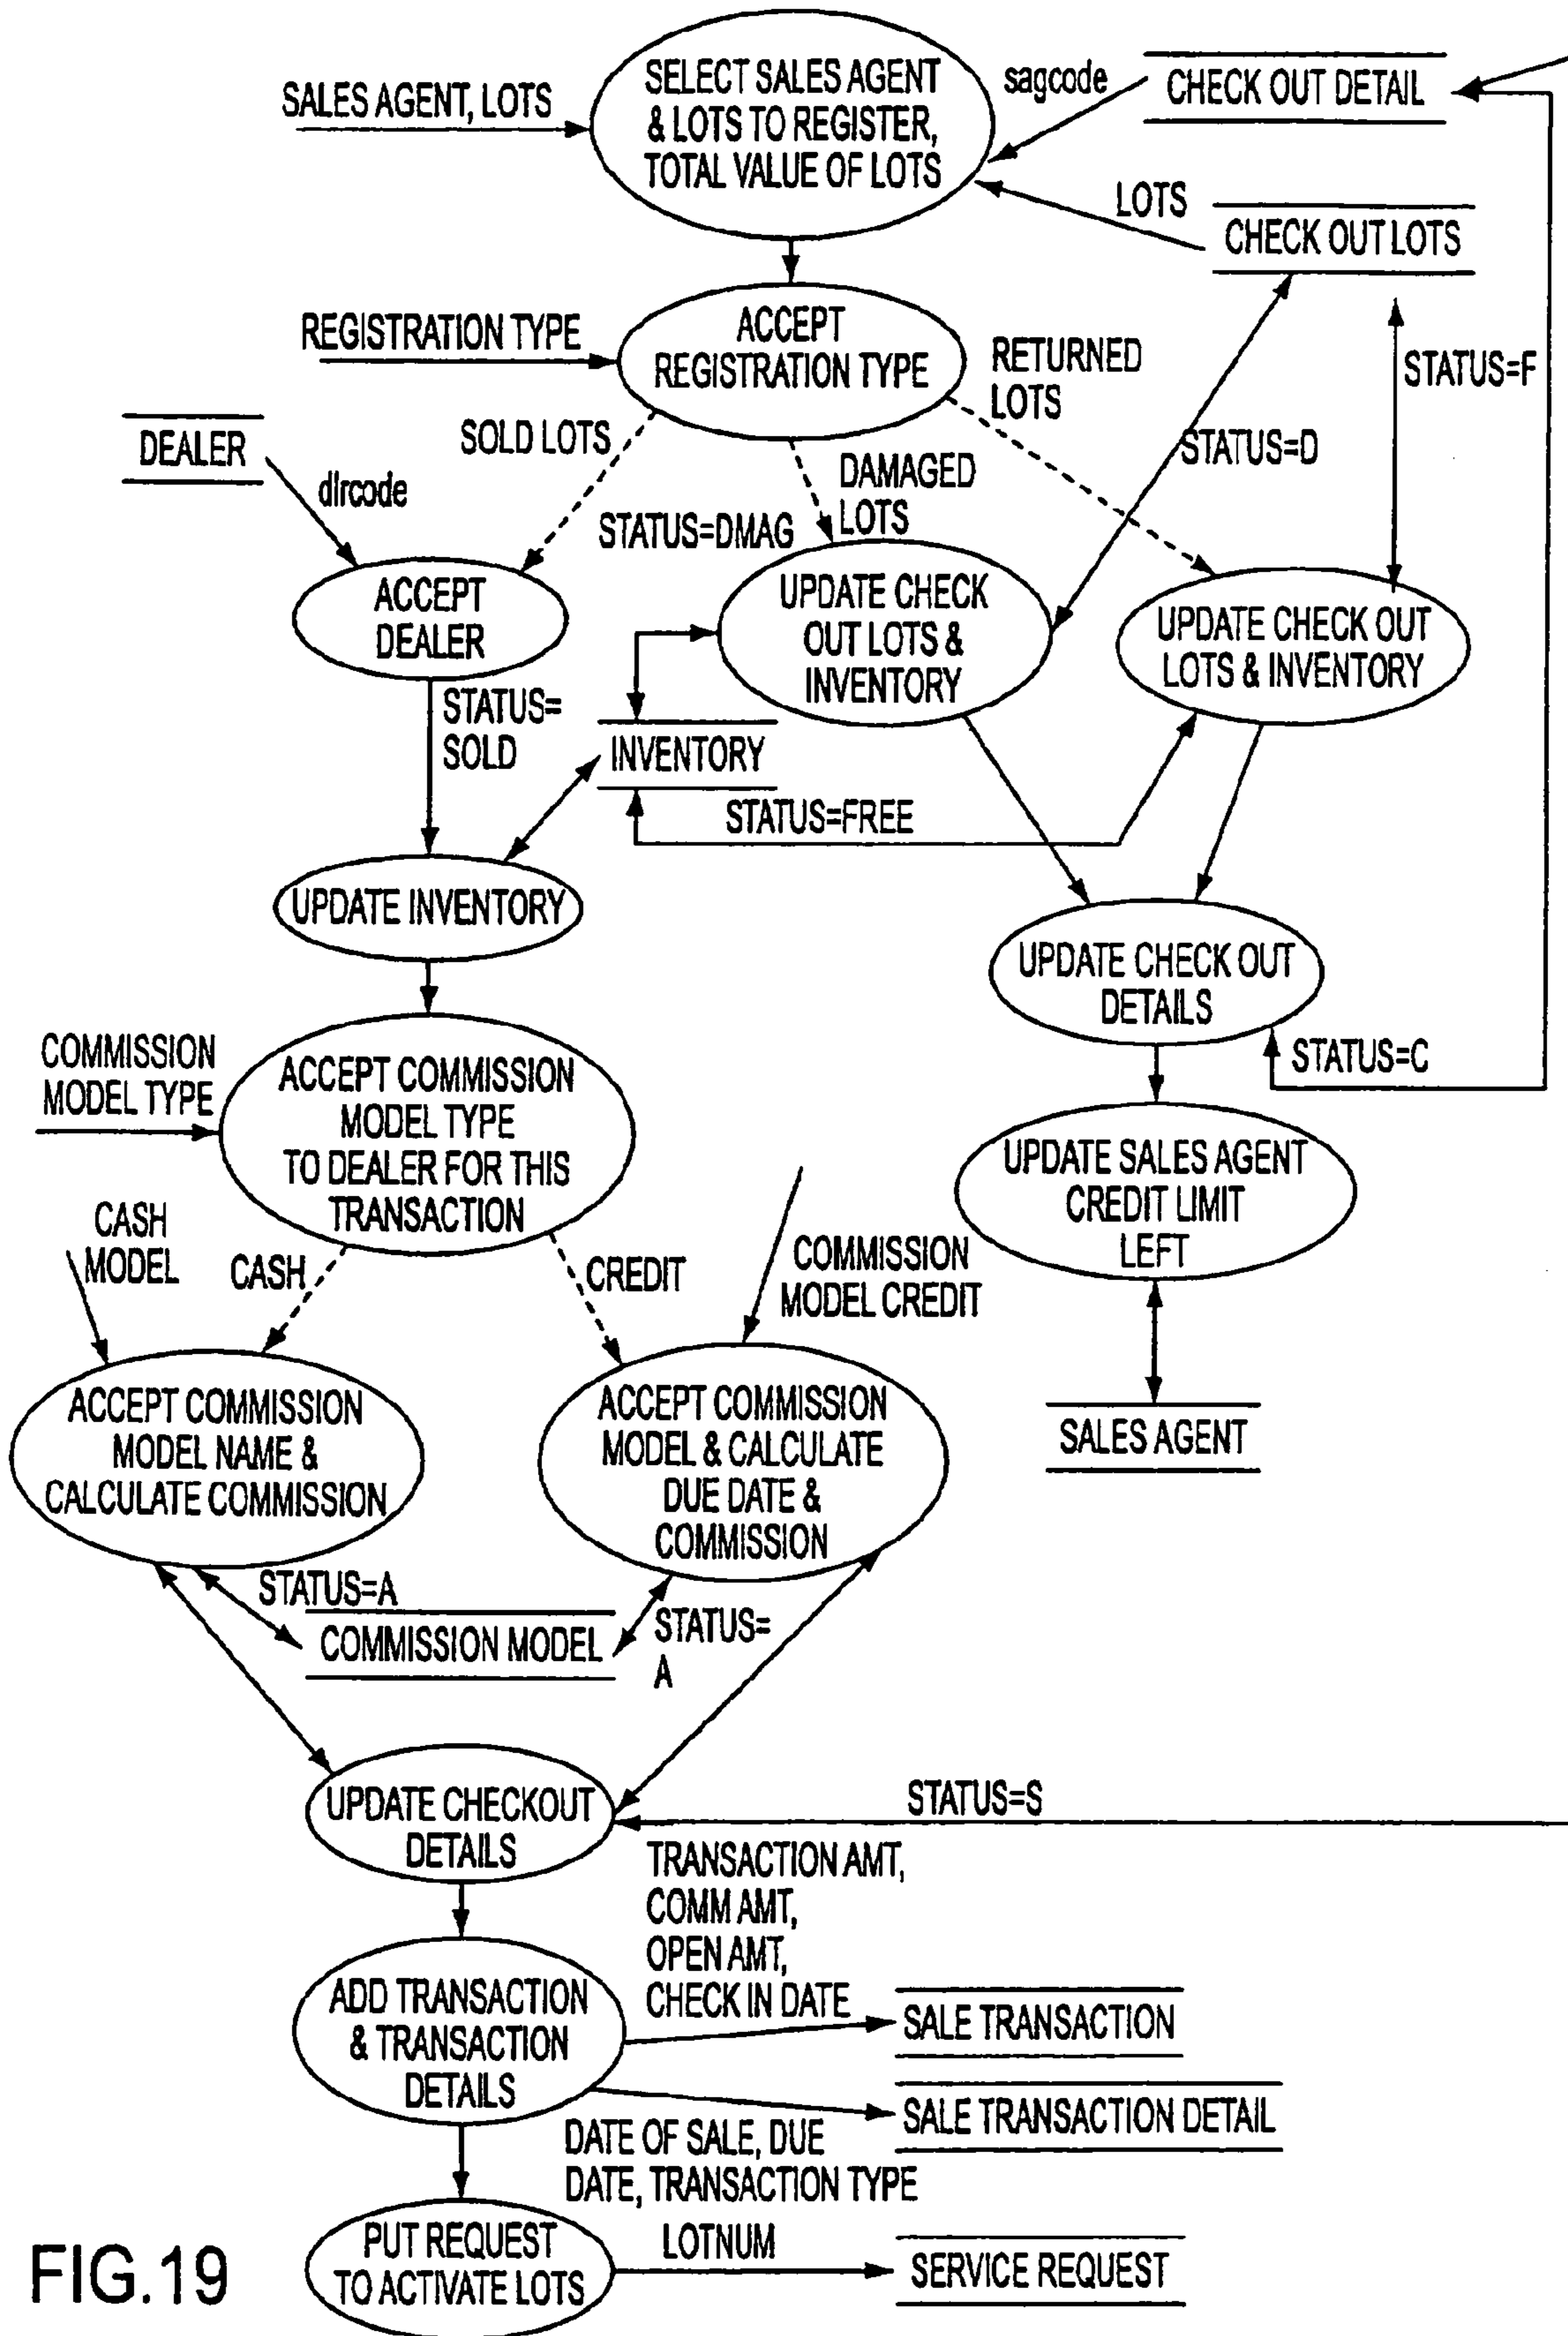 SELECT SALES AGENT
& LOTS TO REGISTER,
TOTAL VALUE OF LOTS
SALES AGENT, LOTS
sagcode
CHECK OUT DETAIL
LOTS
CHECK OUT LOTS
REGISTRATION TYPE
ACCEPT
REGISTRATION TYPE
RETURNED
LOTS
STATUS=F
DEALER
SOLD LOTS
STATUS=D
dlrcode
DAMAGED
LOTS
STATUS=DMAG
ACCEPT
DEALER
UPDATE CHECK
OUT LOTS &
INVENTORY
UPDATE CHECK OUT
LOTS & INVENTORY
STATUS=
SOLD
INVENTORY
STATUS=FREE
UPDATE INVENTORY
UPDATE CHECK OUT
DETAILS
STATUS=C
COMMISSION
MODEL TYPE
ACCEPT COMMISSION
MODEL TYPE
TO DEALER FOR THIS
TRANSACTION
UPDATE SALES AGENT
CREDIT LIMIT
LEFT
CASH
MODEL
CASH
CREDIT
COMMISSION
MODEL CREDIT
ACCEPT COMMISSION
MODEL NAME &
CALCULATE COMMISSION
ACCEPT COMMISSION
MODEL & CALCULATE
DUE DATE &
COMMISSION
SALES AGENT
STATUS=A
COMMISSION MODEL
STATUS=
A
UPDATE CHECKOUT
DETAILS
STATUS=S
TRANSACTION AMT,
COMM AMT,
OPEN AMT,
CHECK IN DATE
ADD TRANSACTION
& TRANSACTION
DETAILS
SALE TRANSACTION
SALE TRANSACTION DETAIL
DATE OF SALE, DUE
DATE, TRANSACTION TYPE
PUT REQUEST
TO ACTIVATE LOTS
LOTNUM
SERVICE REQUEST
FIG.19